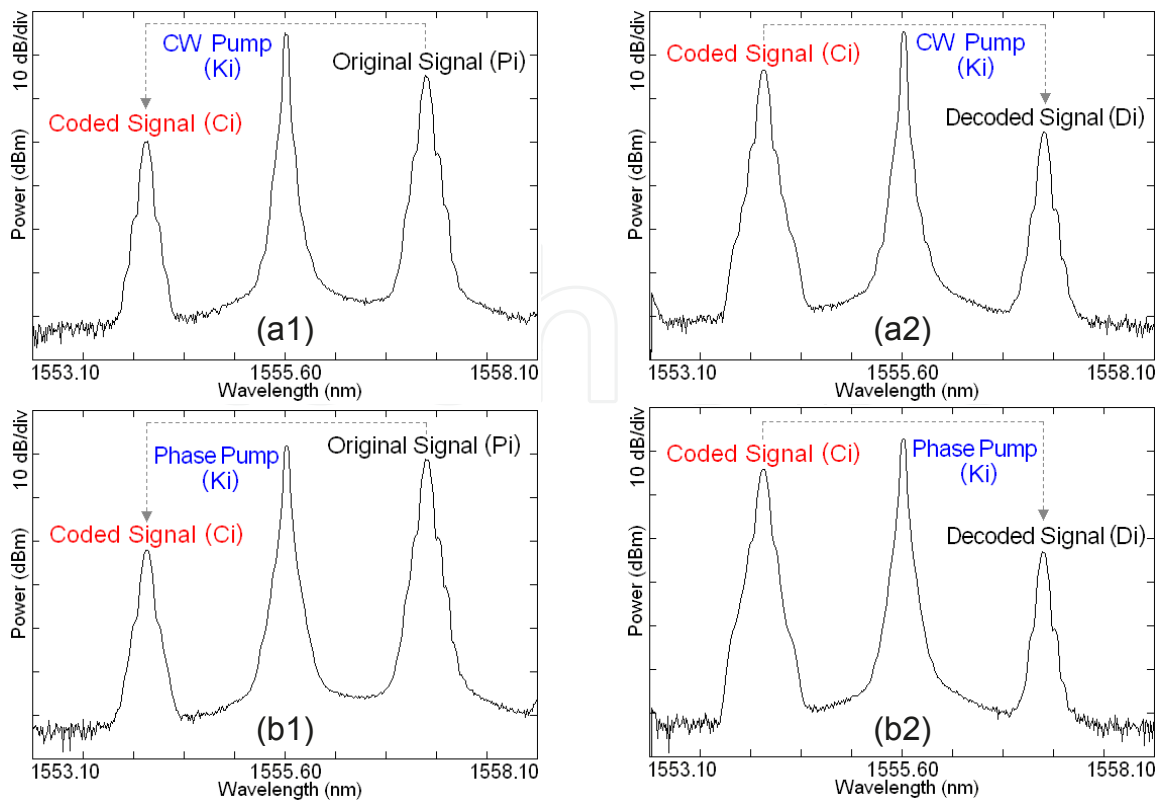 10 dB/div
Power (dBm)
CW Pump
(Ki)
Original Signal (Pi)
Coded Signal (Ci)
(a1)
1553.10 1555.60 1558.10
Wavelength (nm)
10 dB/div
Power (dBm)
Coded Signal (Ci)
CW Pump
(Ki)
Decoded Signal (Di)
(a2)
1553.10 1555.60 1558.10
Wavelength (nm)
10 dB/div
Power (dBm)
Phase Pump
(Ki)
Original Signal (Pi)
Coded Signal (Ci)
(b1)
1553.10 1555.60 1558.10
Wavelength (nm)
10 dB/div
Power (dBm)
Coded Signal (Ci)
Phase Pump
(Ki)
Decoded Signal (Di)
(b2)
1553.10 1555.60 1558.10
Wavelength (nm)